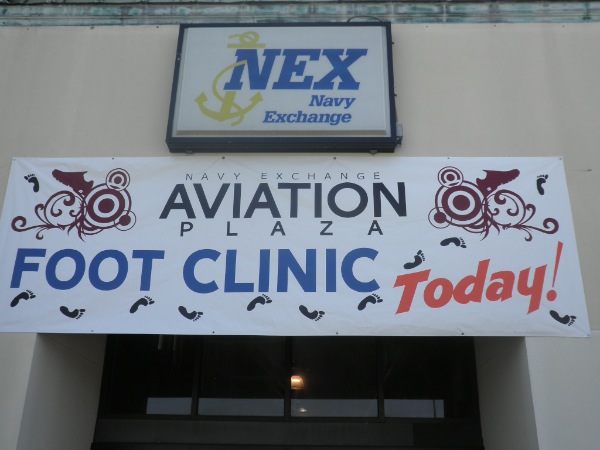 NEX
Navy
Exchange
NAVY EXCHANGE
AVIATION
PLAZA
FOOT CLINIC Today!